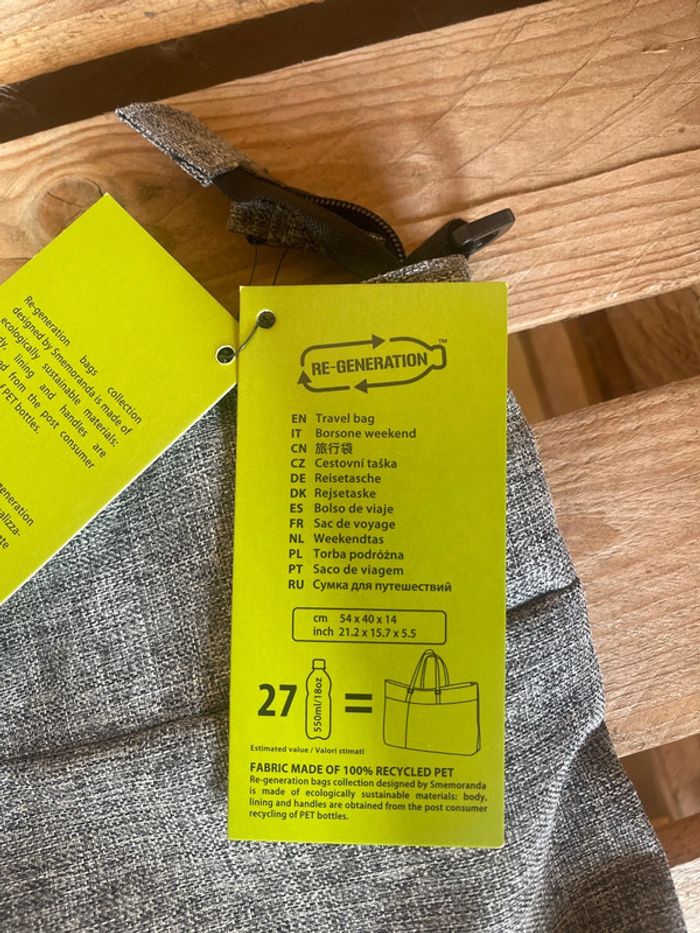 Re-generation bags collection
designed by Smemoranda is made of
ecologically sustainable materials:
lining and handles are
from the post consumer
of PET bottles.
RE-GENERATION™
EN Travel bag
IT Borsone weekend
CN 旅行袋
CZ Cestovní taška
DE Reisetasche
DK Rejsetaske
ES Bolso de viaje
FR Sac de voyage
NL Weekendtas
PL Torba podróżna
PT Saco de viagem
RU Сумка для путешествий
cm 54 x 40 x 14
inch 21.2 x 15.7 x 5.5
27
550ml/18oz
=
Estimated value / Valori stimati
FABRIC MADE OF 100% RECYCLED PET
Re-generation bags collection designed by Smemoranda
is made of ecologically sustainable materials: body,
lining and handles are obtained from the post consumer
recycling of PET bottles.